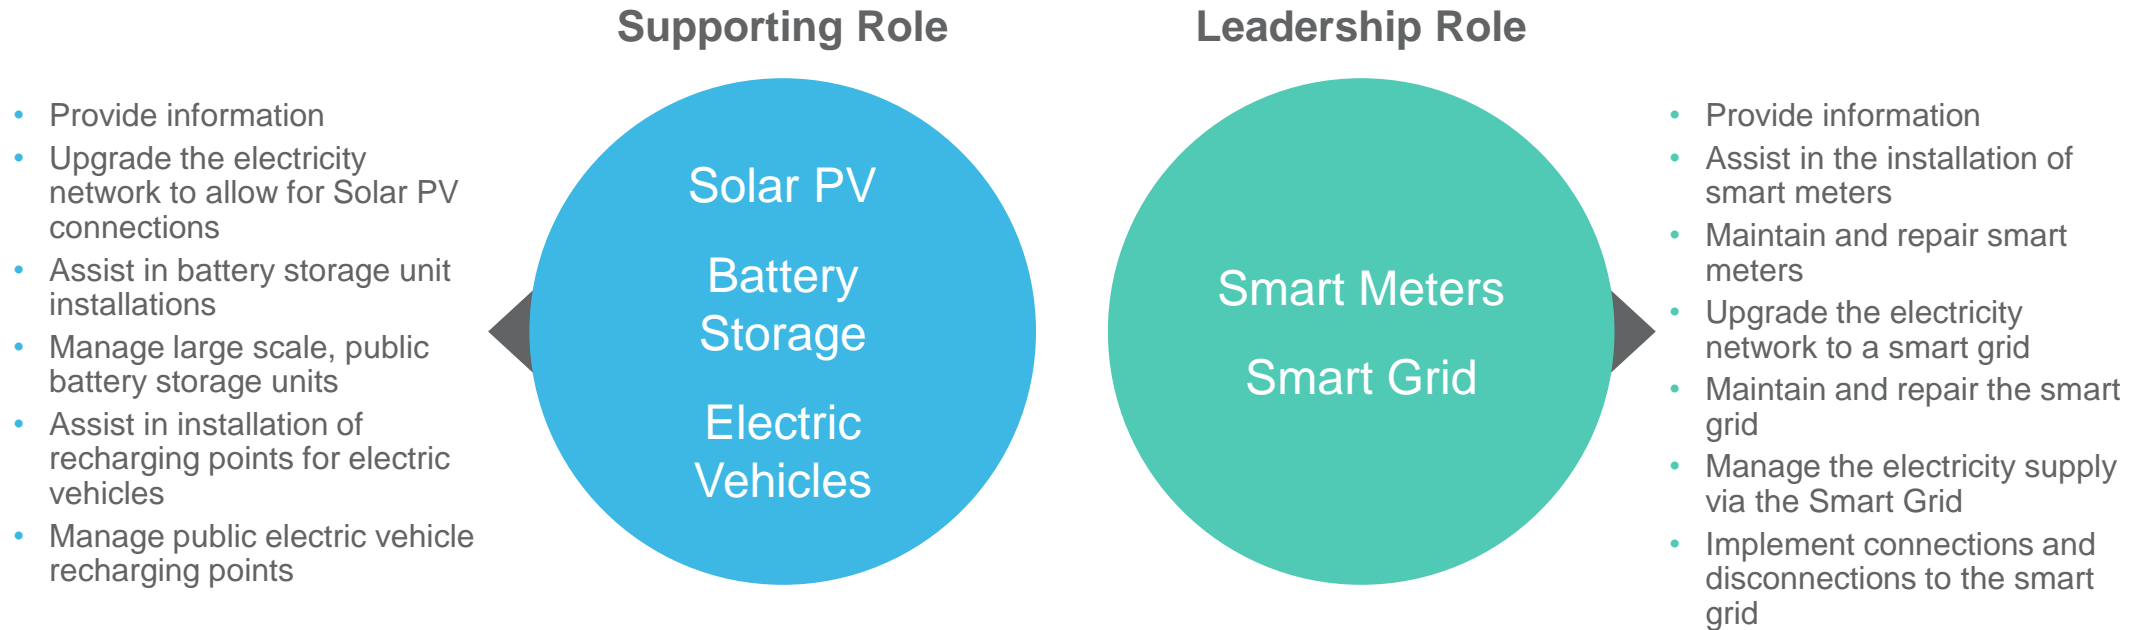 Supporting Role
• Provide information
• Upgrade the electricity
network to allow for Solar PV
connections
• Assist in battery storage unit
installations
• Manage large scale, public
battery storage units
• Assist in installation of
recharging points for electric
vehicles
• Manage public electric vehicle
recharging points
Solar PV
Battery
Storage
Electric
Vehicles
Leadership Role
Smart Meters
Smart Grid
• Provide information
• Assist in the installation of
smart meters
• Maintain and repair smart
meters
• Upgrade the electricity
network to a smart grid
• Maintain and repair the smart
grid
• Manage the electricity supply
via the Smart Grid
• Implement connections and
disconnections to the smart
grid